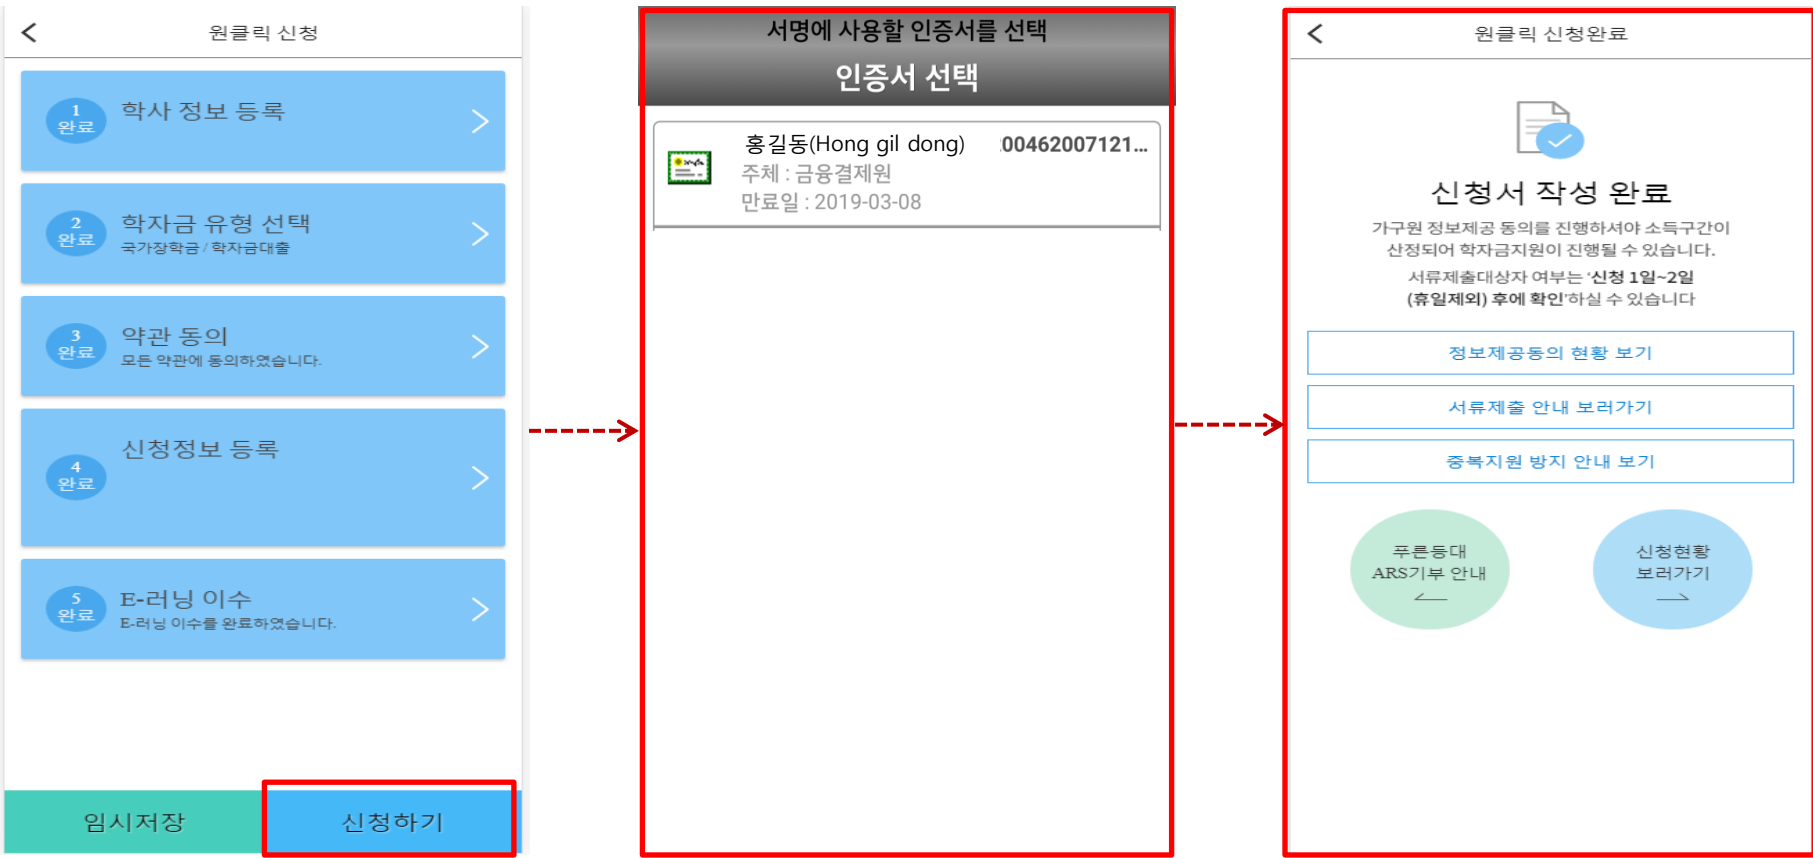 원클릭 신청
1
완료
학사 정보 등록
2
완료
학자금 유형 선택
국가장학금 / 학자금대출
3
완료
약관 동의
모든 약관에 동의하였습니다.
4
완료
신청정보 등록
5
완료
E-러닝 이수
E-러닝 이수를 완료하였습니다.
임시저장
신청하기
서명에 사용할 인증서를 선택
인증서 선택
홍길동(Hong gil dong) 00462007121...
주체 : 금융결제원
만료일 : 2019-03-08
원클릭 신청완료
신청서 작성 완료
가구원 정보제공 동의를 진행하셔야 소득구간이
산정되어 학자금지원이 진행될 수 있습니다.
서류제출대상자 여부는 '신청 1일~2일
(휴일제외) 후에 확인'하실 수 있습니다
정보제공동의 현황 보기
서류제출 안내 보러가기
중복지원 방지 안내 보기
푸른등대
ARS기부 안내
신청현황
보러가기